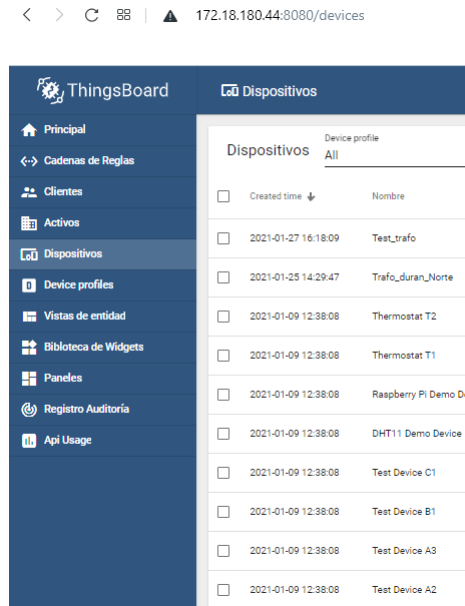 172.18.180.44:8080/devices
ThingsBoard
Dispositivos
Principal
Cadenas de Reglas
Clientes
Activos
Dispositivos
Device profiles
Vistas de entidad
Bibloteca de Widgets
Paneles
Registro Auditoría
Api Usage
Dispositivos
Device profile
All
Created time Nombre
2021-01-27 16:18:09 Test_trafo
2021-01-25 14:29:47 Trafo_duran_Norte
2021-01-09 12:38:08 Thermostat T2
2021-01-09 12:38:08 Thermostat T1
2021-01-09 12:38:08 Raspberry Pi Demo De
2021-01-09 12:38:08 DHT11 Demo Device
2021-01-09 12:38:08 Test Device C1
2021-01-09 12:38:08 Test Device B1
2021-01-09 12:38:08 Test Device A3
2021-01-09 12:38:08 Test Device A2